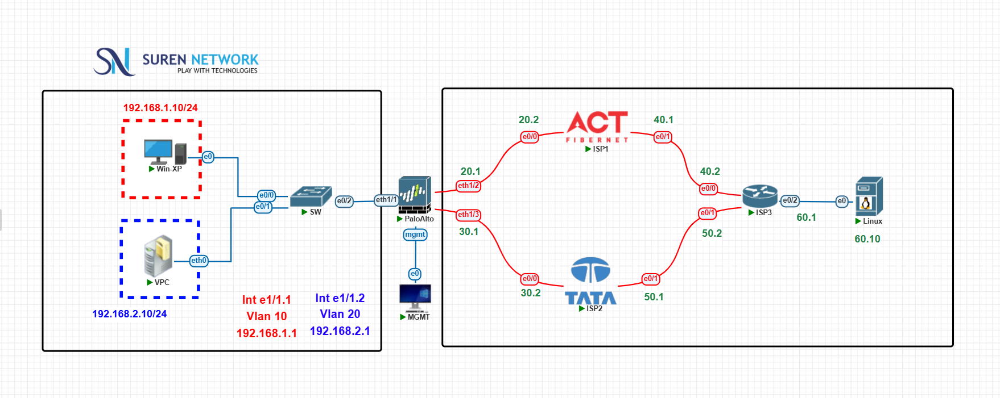 SUREN NETWORK
PLAY WITH TECHNOLOGIES
192.168.1.10/24
Win-XP
e0
e0/0
e0/1
SW
e0/2
eth1/1
VPC
eth0
192.168.2.10/24
Int e1/1.1
Vlan 10
192.168.1.1
Int e1/1.2
Vlan 20
192.168.2.1
PaloAlto
mgmt
e0
MGMT
20.1
eth1/2
eth1/3
30.1
20.2
e0/0
ACT
FIBERNET
ISP1
40.1
e0/1
e0/0
30.2
TATA
ISP2
e0/1
50.1
40.2
e0/0
e0/1
50.2
ISP3
e0/2
60.1
e0
Linux
60.10